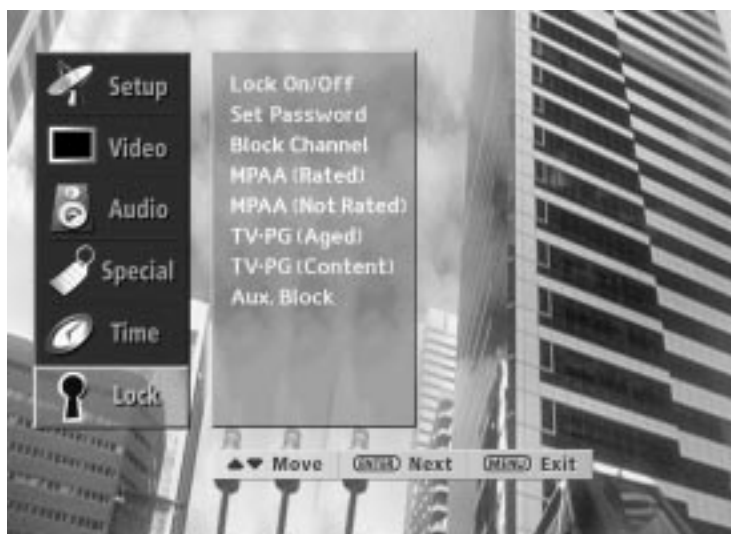 Setup
Video
Audio
Special
Time
Lock
Lock On/Off
Set Password
Block Channel
MPAA (Rated)
MPAA (Not Rated)
TV-PG (Aged)
TV-PG (Content)
Aux. Block
▲▼ Move ENTER Next MENU Exit